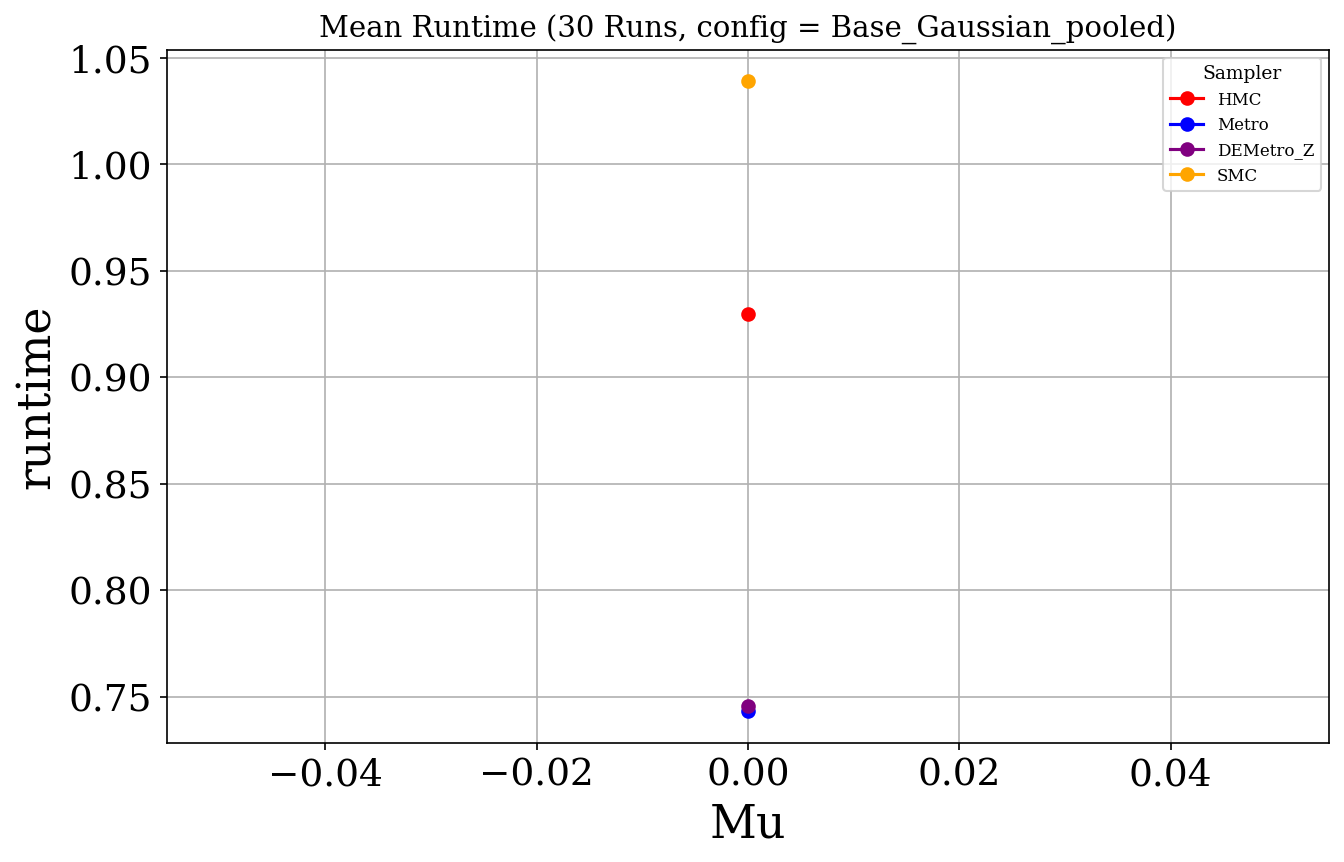 Mean Runtime (30 Runs, config = Base_Gaussian_pooled)
1.05
1.00
0.95
0.90
0.85
0.80
0.75
runtime
Sampler
HMC
Metro
DEMetro_Z
SMC
−0.04
−0.02
0.00
0.02
0.04
Mu